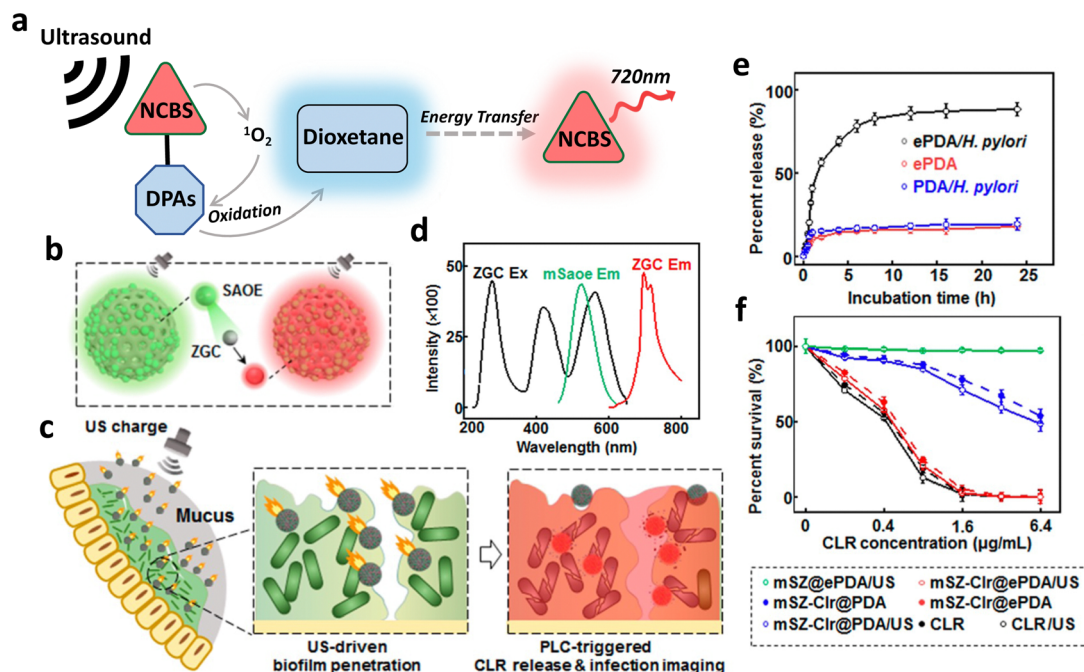 a
Ultrasound
NCBS
¹O₂
DPAs
Oxidation
Dioxetane
Energy Transfer
NCBS
720nm
b
SAOE
ZGC
c
US charge
Mucus
US-driven
biofilm penetration
PLC-triggered
CLR release & infection imaging
d
Intensity (×100)
50
25
0
ZGC Ex
mSaoe Em
ZGC Em
200 400 600 800
Wavelength (nm)
e
Percent release (%)
100
50
0
ePDA/H. pylori
ePDA
PDA/H. pylori
0 5 10 15 20 25
Incubation time (h)
f
Percent survival (%)
100
50
0
0 0.4 1.6 6.4
CLR concentration (μg/mL)
mSZ@ePDA/US mSZ-Clr@ePDA/US
mSZ-Clr@PDA mSZ-Clr@ePDA
mSZ-Clr@PDA/US CLR CLR/US